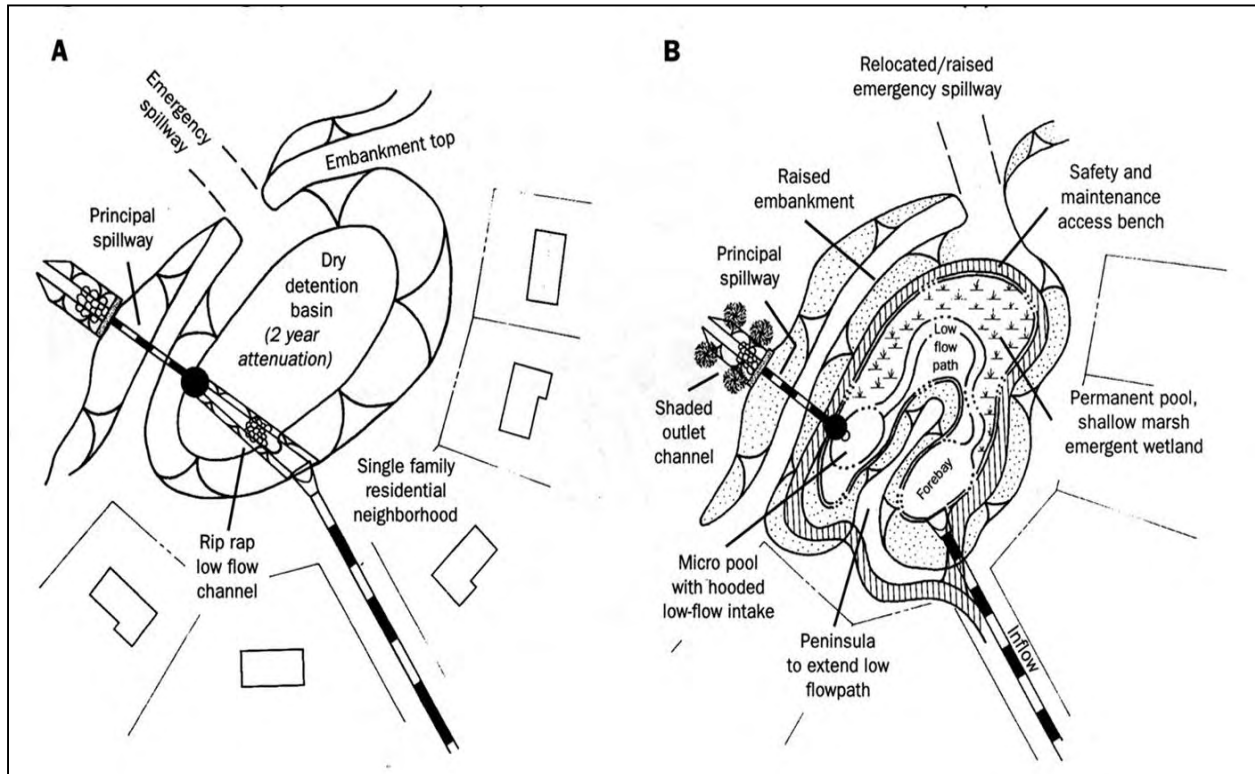 A
Emergency
spillway
Embankment top
Principal
spillway
Dry
detention
basin
(2 year
attenuation)
Single family
residential
neighborhood
Rip rap
low flow
channel
B
Relocated/raised
emergency spillway
Raised
embankment
Safety and
maintenance
access bench
Principal
spillway
Low
flow
path
Shaded
outlet
channel
Permanent pool,
shallow marsh
emergent wetland
Forebay
Micro pool
with hooded
low-flow intake
Peninsula
to extend low
flowpath
Inflow